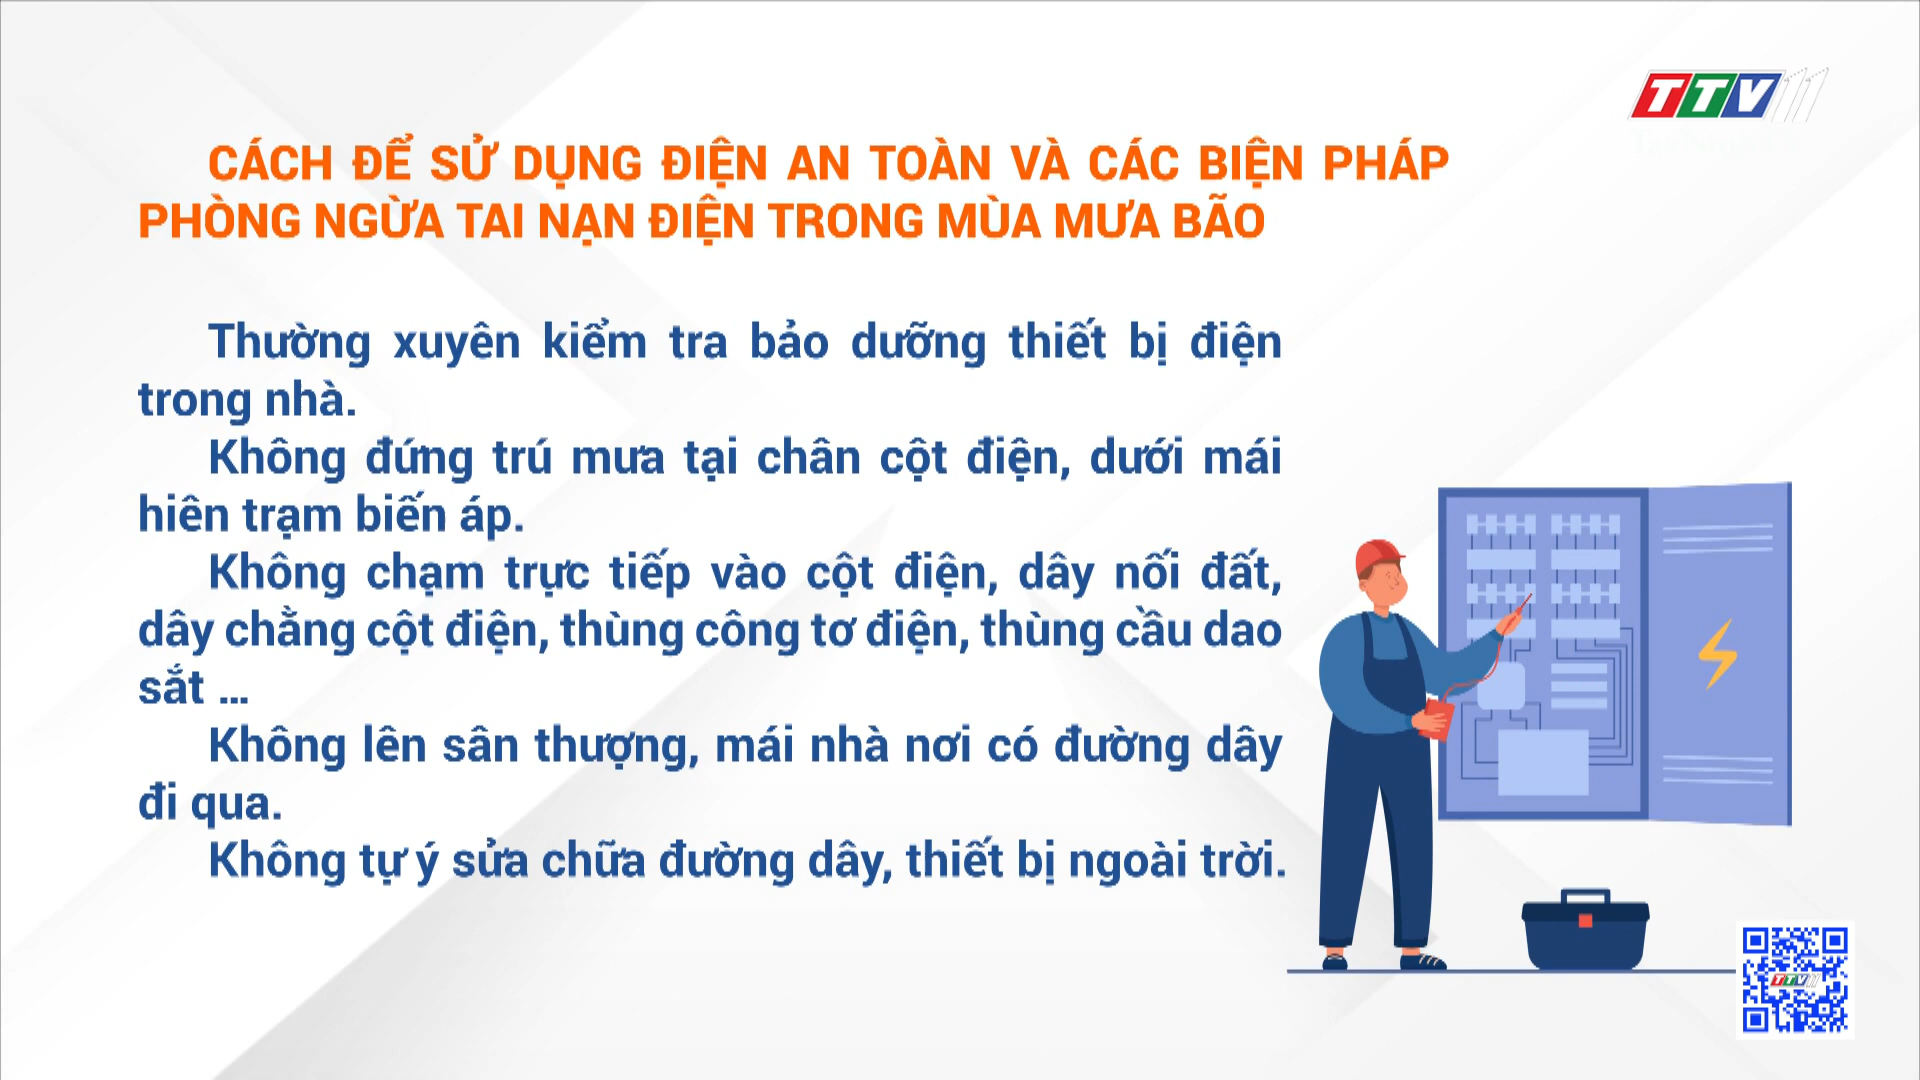 TTV11
CÁCH ĐỂ SỬ DỤNG ĐIỆN AN TOÀN VÀ CÁC BIỆN PHÁP
PHÒNG NGỪA TAI NẠN ĐIỆN TRONG MÙA MƯA BÃO
Thường xuyên kiểm tra bảo dưỡng thiết bị điện
trong nhà.
Không đứng trú mưa tại chân cột điện, dưới mái
hiên trạm biến áp.
Không chạm trực tiếp vào cột điện, dây nối đất,
dây chằng cột điện, thùng công tơ điện, thùng cầu dao
sắt ...
Không lên sân thượng, mái nhà nơi có đường dây
đi qua.
Không tự ý sửa chữa đường dây, thiết bị ngoài trời.
TTV11